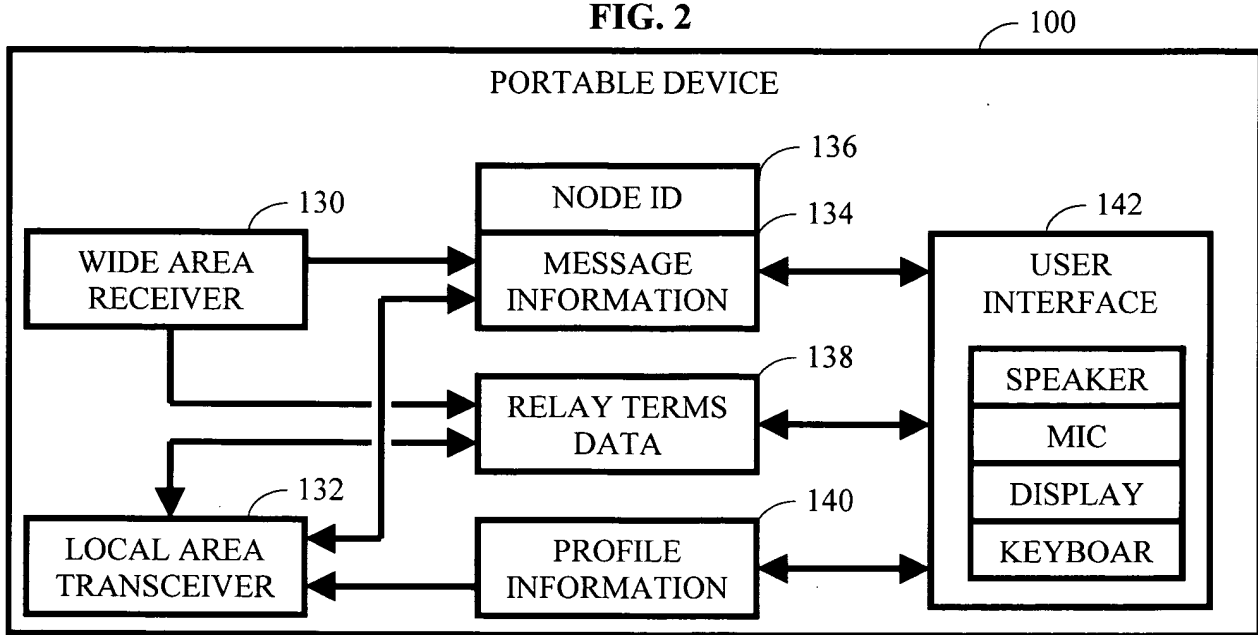 FIG. 2
100
PORTABLE DEVICE
136
NODE ID
130
134
142
WIDE AREA
RECEIVER
MESSAGE
INFORMATION
USER
INTERFACE
138
SPEAKER
RELAY TERMS
DATA
MIC
132
140
DISPLAY
LOCAL AREA
TRANSCEIVER
PROFILE
INFORMATION
KEYBOAR